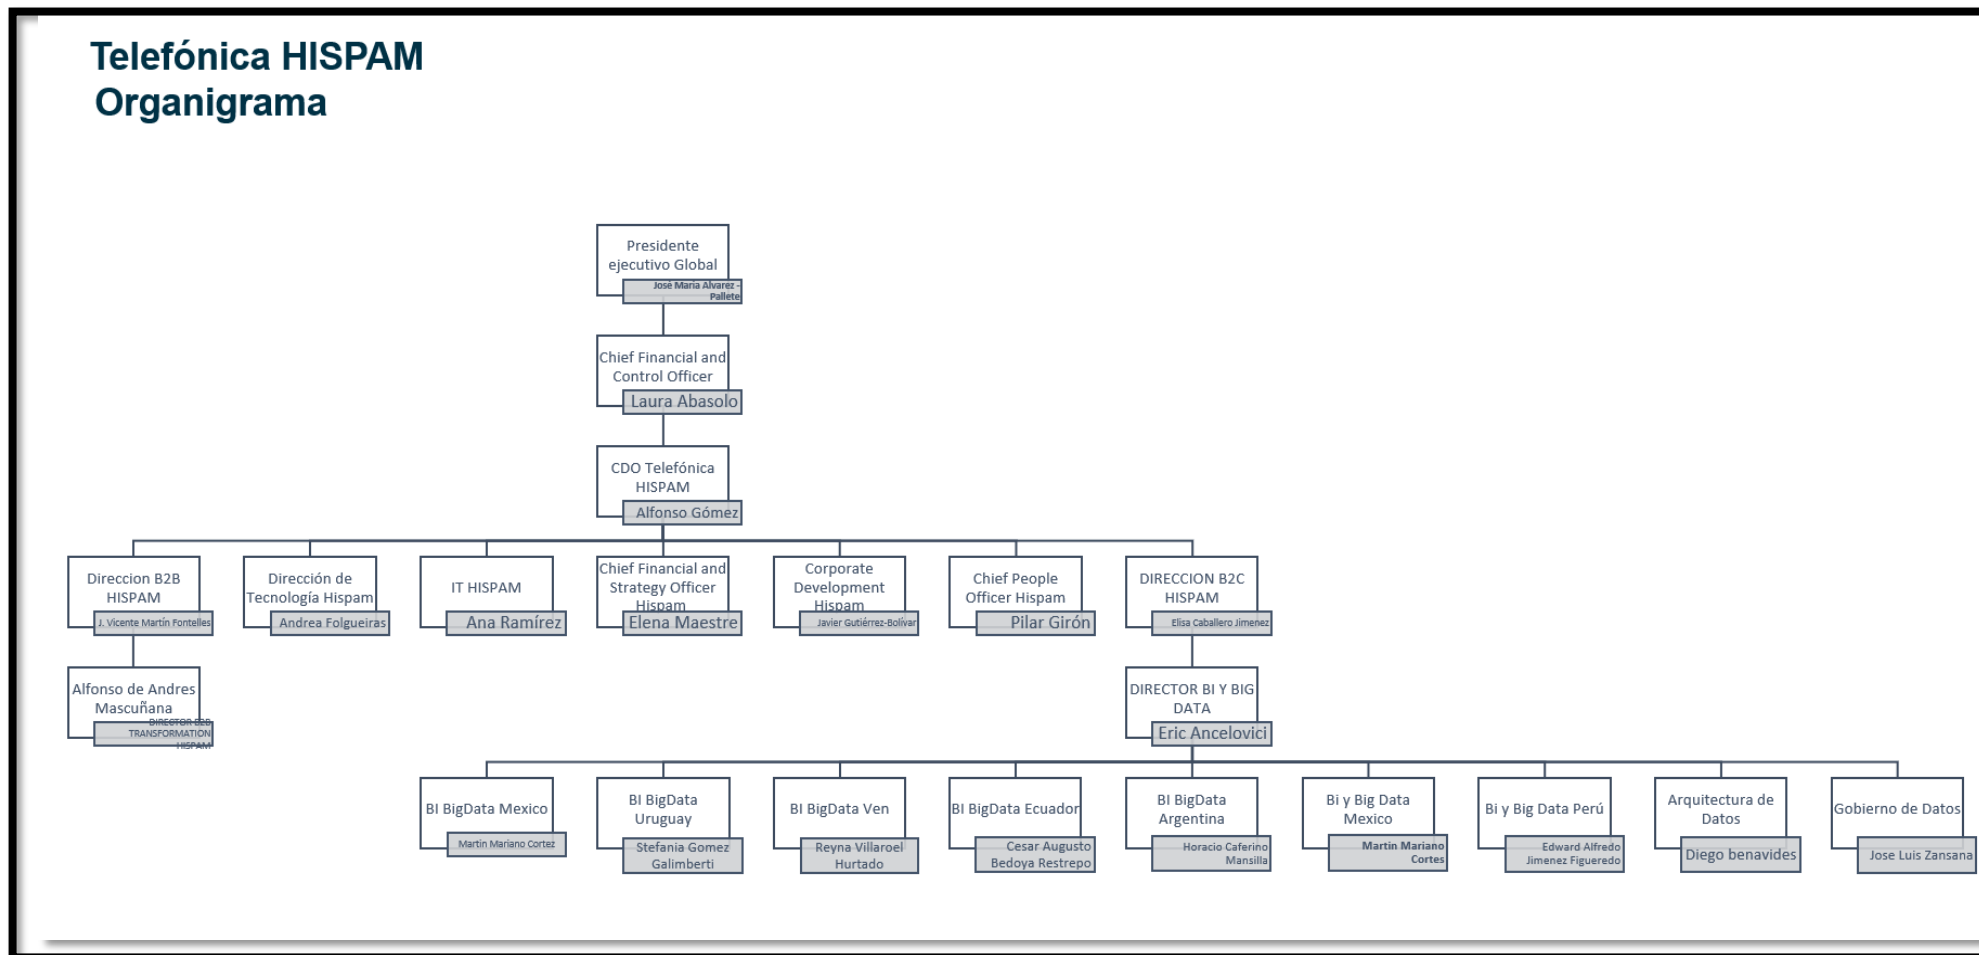 Telefónica HISPAM
Organigrama
Presidente
ejecutivo Global
José María Alvarez -
Pallete
Chief Financial and
Control Officer
Laura Abasolo
CDO Telefónica
HISPAM
Alfonso Gómez
Direccion B2B
HISPAM
J. Vicente Martín Fontelles
Dirección de
Tecnología Hispam
Andrea Folgueiras
IT HISPAM
Ana Ramírez
Chief Financial and
Strategy Officer
Hispam
Elena Maestre
Corporate
Development
Hispam
Javier Gutiérrez-Bolívar
Chief People
Officer Hispam
Pilar Girón
DIRECCION B2C
HISPAM
Elisa Caballero Jimenez
Alfonso de Andres
Mascuñana
DIRECTOR B2B
TRANSFORMATION
HISPAM
DIRECTOR BI Y BIG
DATA
Eric Ancelovici
BI BigData Mexico
Martin Mariano Cortez
BI BigData
Uruguay
Stefania Gomez
Galimberti
BI BigData Ven
Reyna Villaroel
Hurtado
BI BigData Ecuador
Cesar Augusto
Bedoya Restrepo
BI BigData
Argentina
Horacio Caferino
Mansilla
Bi y Big Data
Mexico
Martin Mariano
Cortes
Bi y Big Data Perú
Edward Alfredo
Jimenez Figueredo
Arquitectura de
Datos
Diego benavides
Gobierno de Datos
Jose Luis Zansana